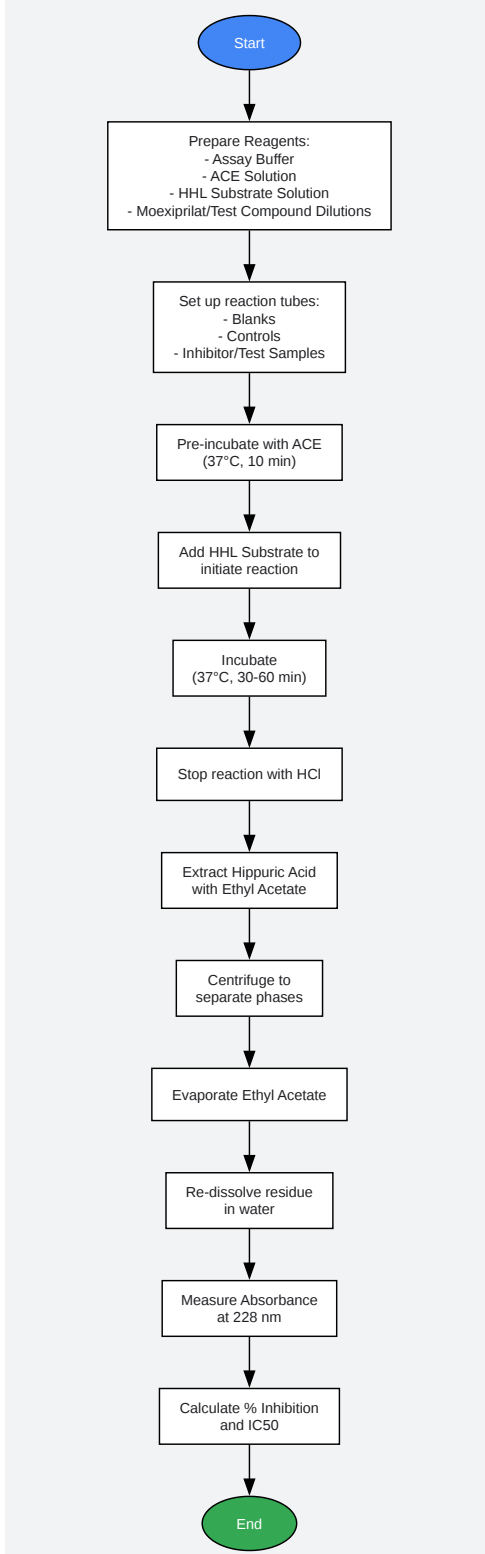 Start
Prepare Reagents:
- Assay Buffer
- ACE Solution
- HHL Substrate Solution
- Moexiprilat/Test Compound Dilutions
Set up reaction tubes:
- Blanks
- Controls
- Inhibitor/Test Samples
Pre-incubate with ACE
(37°C, 10 min)
Add HHL Substrate to
initiate reaction
Incubate
(37°C, 30-60 min)
Stop reaction with HCl
Extract Hippuric Acid
with Ethyl Acetate
Centrifuge to
separate phases
Evaporate Ethyl Acetate
Re-dissolve residue
in water
Measure Absorbance
at 228 nm
Calculate % Inhibition
and IC50
End